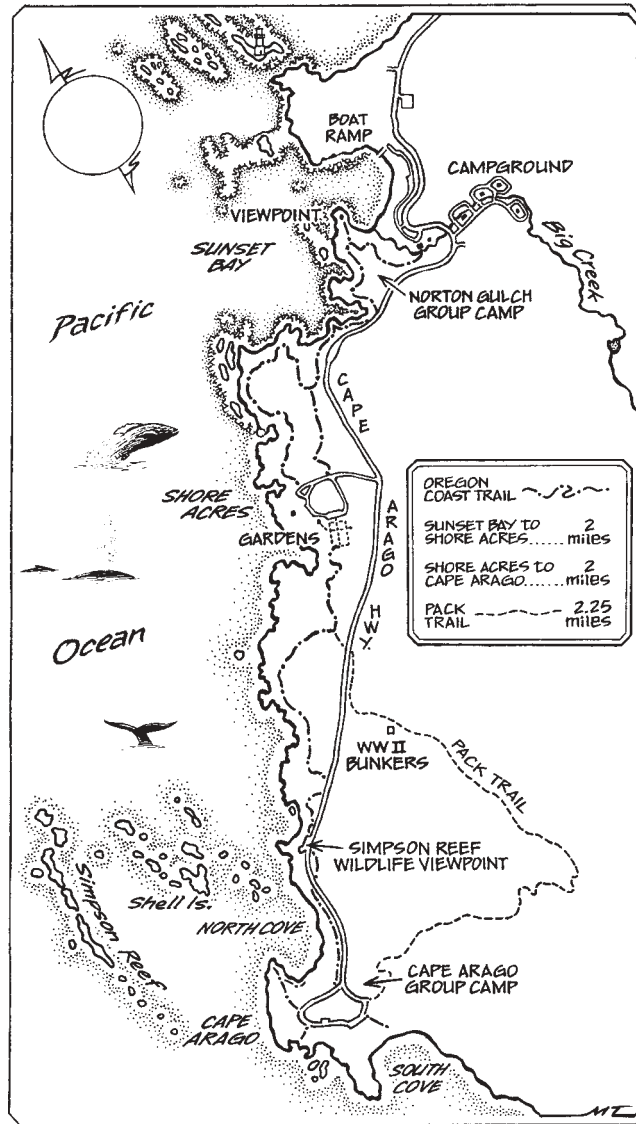 N
S
BOAT
RAMP
CAMPGROUND
VIEWPOINT
SUNSET
BAY
Big Creek
NORTON GULCH
GROUP CAMP
Pacific
CAPE
ARAGO
HWY.
SHORE
ACRES
GARDENS
OREGON
COAST TRAIL
SUNSET BAY TO 2
SHORE ACRES...... miles
SHORE ACRES TO 2
CAPE ARAGO...... miles
PACK 2.25
TRAIL miles
Ocean
WW II
BUNKERS
PACK TRAIL
SIMPSON REEF
WILDLIFE VIEWPOINT
Simpson Reef
Shell Is.
NORTH COVE
CAPE ARAGO
GROUP CAMP
CAPE
ARAGO
SOUTH
COVE